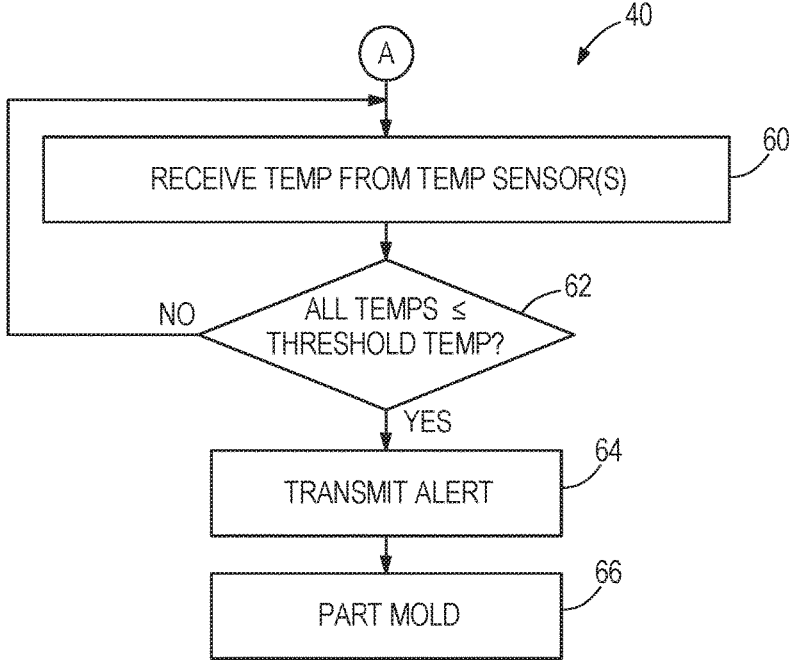 40
A
60
RECEIVE TEMP FROM TEMP SENSOR(S)
62
ALL TEMPS ≤
THRESHOLD TEMP?
NO
YES
64
TRANSMIT ALERT
66
PART MOLD